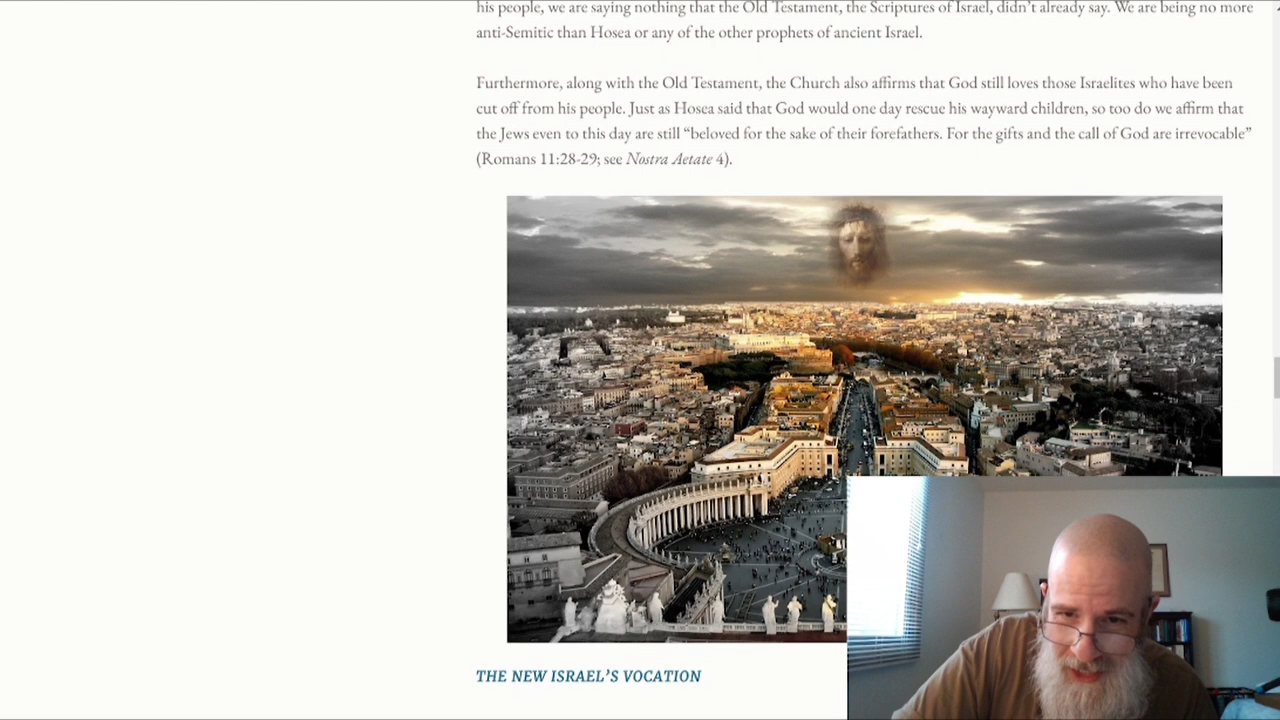 his people, we are saying nothing that the Old Testament, the Scriptures of Israel, didn’t already say. We are being no more
anti-Semitic than Hosea or any of the other prophets of ancient Israel.
Furthermore, along with the Old Testament, the Church also affirms that God still loves those Israelites who have been
cut off from his people. Just as Hosea said that God would one day rescue his wayward children, so too do we affirm that
the Jews even to this day are still “beloved for the sake of their forefathers. For the gifts and the call of God are irrevocable”
(Romans 11:28-29; see Nostra Aetate 4).
THE NEW ISRAEL’S VOCATION